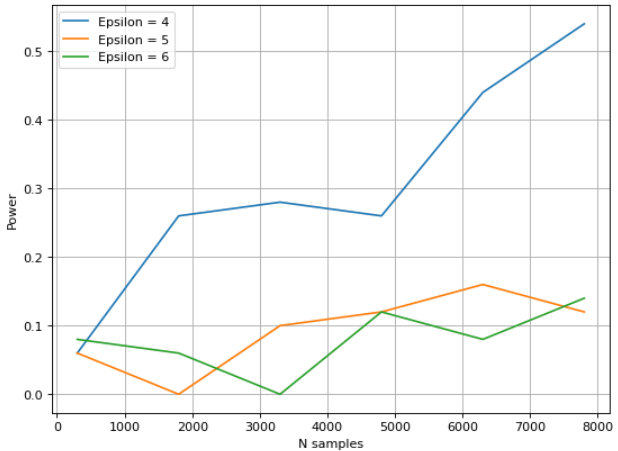 Epsilon = 4
Epsilon = 5
Epsilon = 6
0.5
0.4
0.3
0.2
0.1
0.0
Power
0 1000 2000 3000 4000 5000 6000 7000 8000
N samples